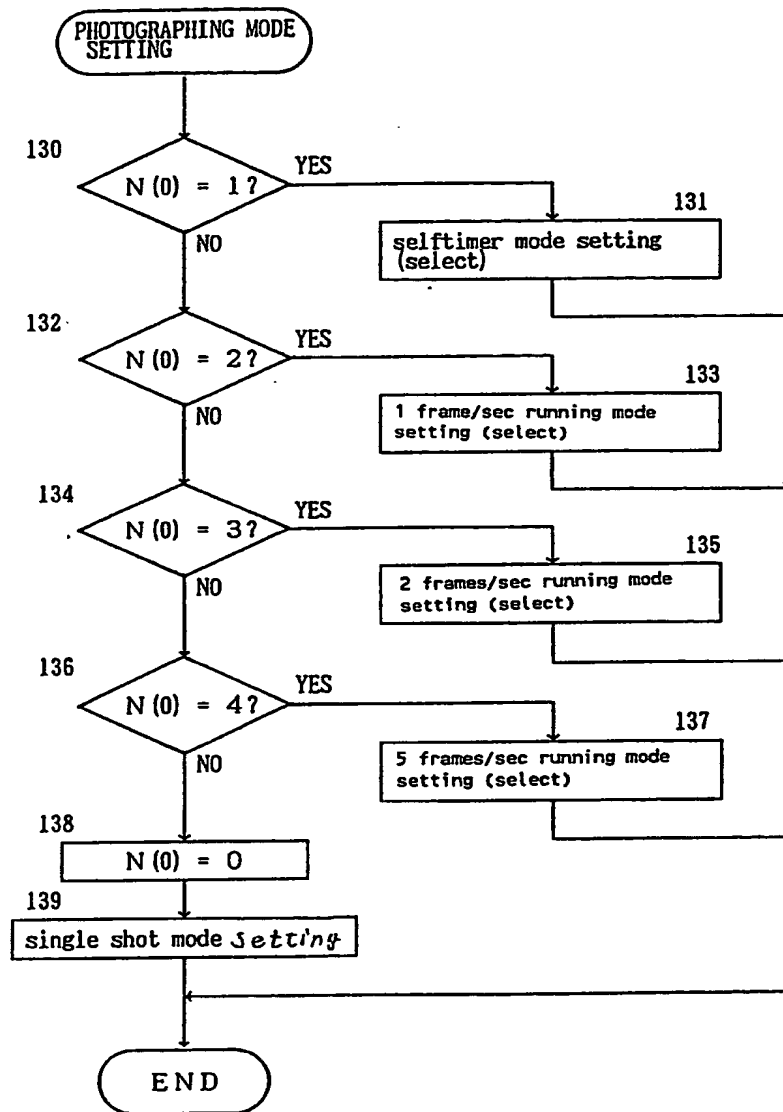 PHOTOGRAPHING MODE
SETTING
130
N(0) = 1?
YES
NO
131
selftimer mode setting
(select)
132
N(0) = 2?
YES
NO
133
1 frame/sec running mode
setting (select)
134
N(0) = 3?
YES
NO
135
2 frames/sec running mode
setting (select)
136
N(0) = 4?
YES
NO
137
5 frames/sec running mode
setting (select)
138
N(0) = 0
139
single shot mode setting
END